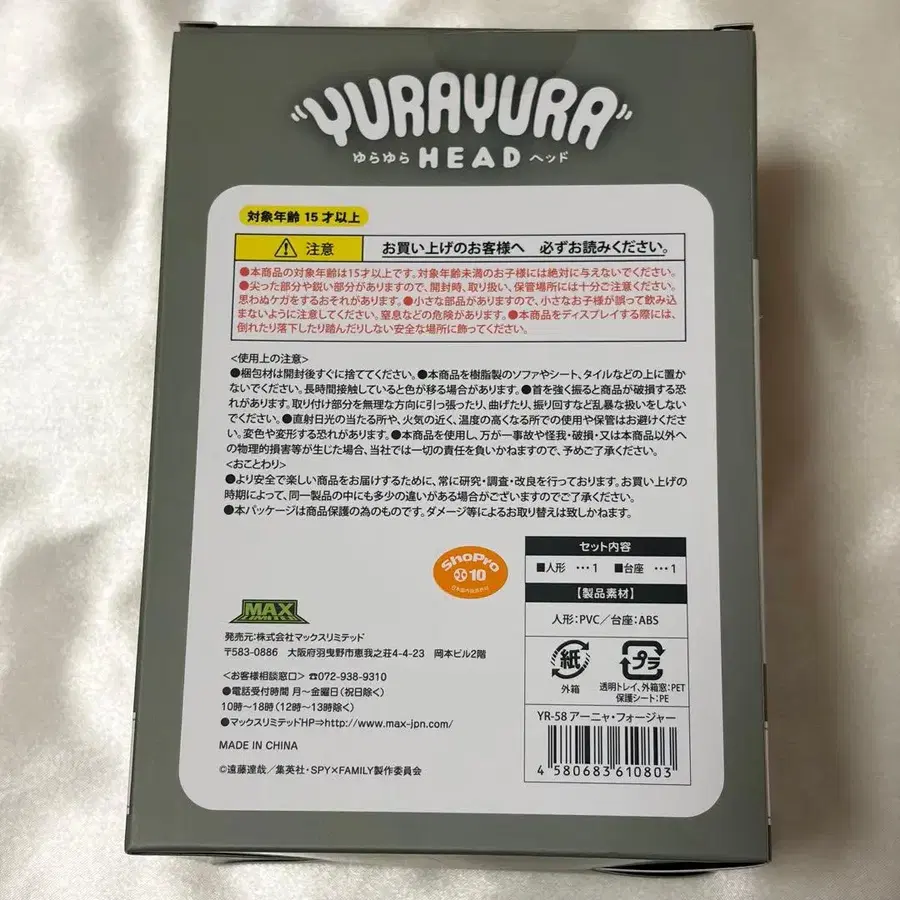 "YURAYURA"
ゆらゆら HEAD ヘッド
対象年齢 15 才以上
注意 お買い上げのお客様へ 必ずお読みください。
●本商品の対象年齢は15才以上です。対象年齢未満のお子様には絶対に与えないでください。
●尖った部分や鋭い部分がありますので、開封時、取り扱い、保管場所には十分ご注意ください。
思わぬケガをするおそれがあります。●小さな部品がありますので、小さなお子様が誤って飲み込
まないように注意してください。窒息などの危険があります。●本商品をディスプレイする際には、
倒れたり落下したり踏んだりしない安全な場所に飾ってください。
<使用上の注意>
●梱包材は開封後すぐに捨ててください。●本商品を樹脂製のソファやシート、タイルなどの上に置か
ないでください。長時間接触していると色が移る場合があります。●首を強く振ると商品が破損する恐
れがあります。取り付け部分を無理な方向に引っ張ったり、曲げたり、振り回すなど乱暴な扱いをしない
でください。●直射日光の当たる所や、火気の近く、温度の高くなる所での使用や保管はお避けくださ
い。変色や変形する恐れがあります。●本商品を使用し、万が一事故や怪我・破損・又は本商品以外へ
の物理的損害等が生じた場合、当社では一切の責任を負いかねますので、予めご了承ください。
<おことわり>
●より安全で楽しい商品をお届けするために、常に研究・調査・改良を行っております。お買い上げの
時期によって、同一製品の中にも多少の違いがある場合がございますのでご了承ください。
●本パッケージは商品保護の為のものです。ダメージ等によるお取り替えは致しかねます。
ShoPro
10
セット内容
■人形 …1 ■台座 …1
【製品素材】
人形:PVC/台座:ABS
紙
外箱
プラ
透明トレイ、外箱窓:PET
保護シート:PE
YR-58 アーニャ・フォージャー
4 580683 610803
MAX
LIMITED
発売元:株式会社マックスリミテッド
〒583-0886 大阪府羽曳野市恵我之荘4-4-23 岡本ビル2階
<お客様相談窓口> ☎072-938-9310
●電話受付時間 月〜金曜日(祝日除く)
10時〜18時(12時〜13時除く)
●マックスリミテッドHP⇒http://www.max-jpn.com/
MADE IN CHINA
©遠藤達哉/集英社・SPY×FAMILY製作委員会